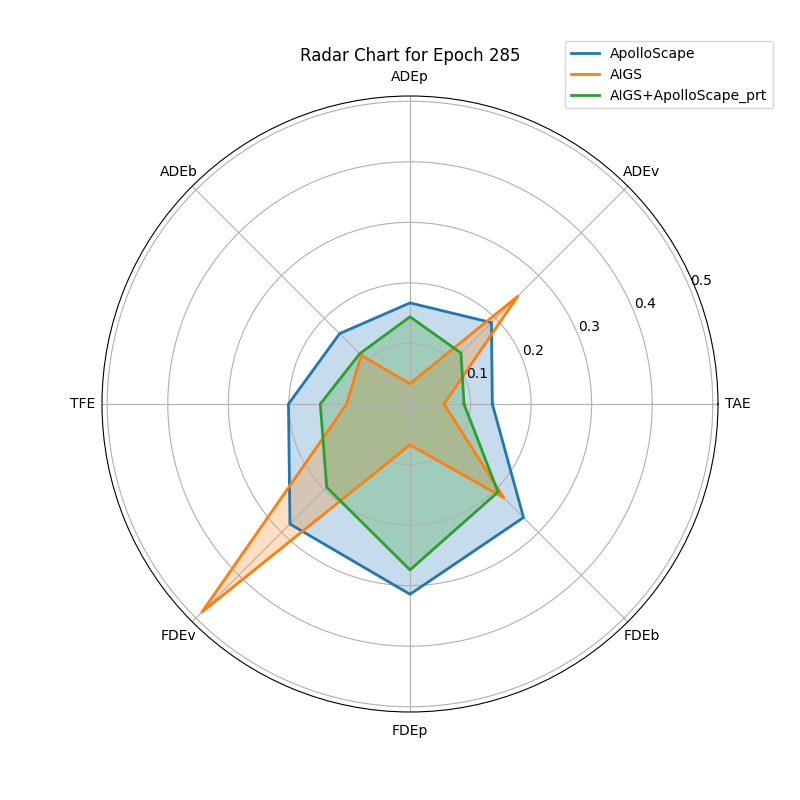 Radar Chart for Epoch 285
ApolloScape
AIGS
AIGS+ApolloScape_prt
ADEp
ADEb
ADEv
0.5
0.4
0.3
0.2
0.1
TFE
TAE
FDEv
FDEb
FDEp